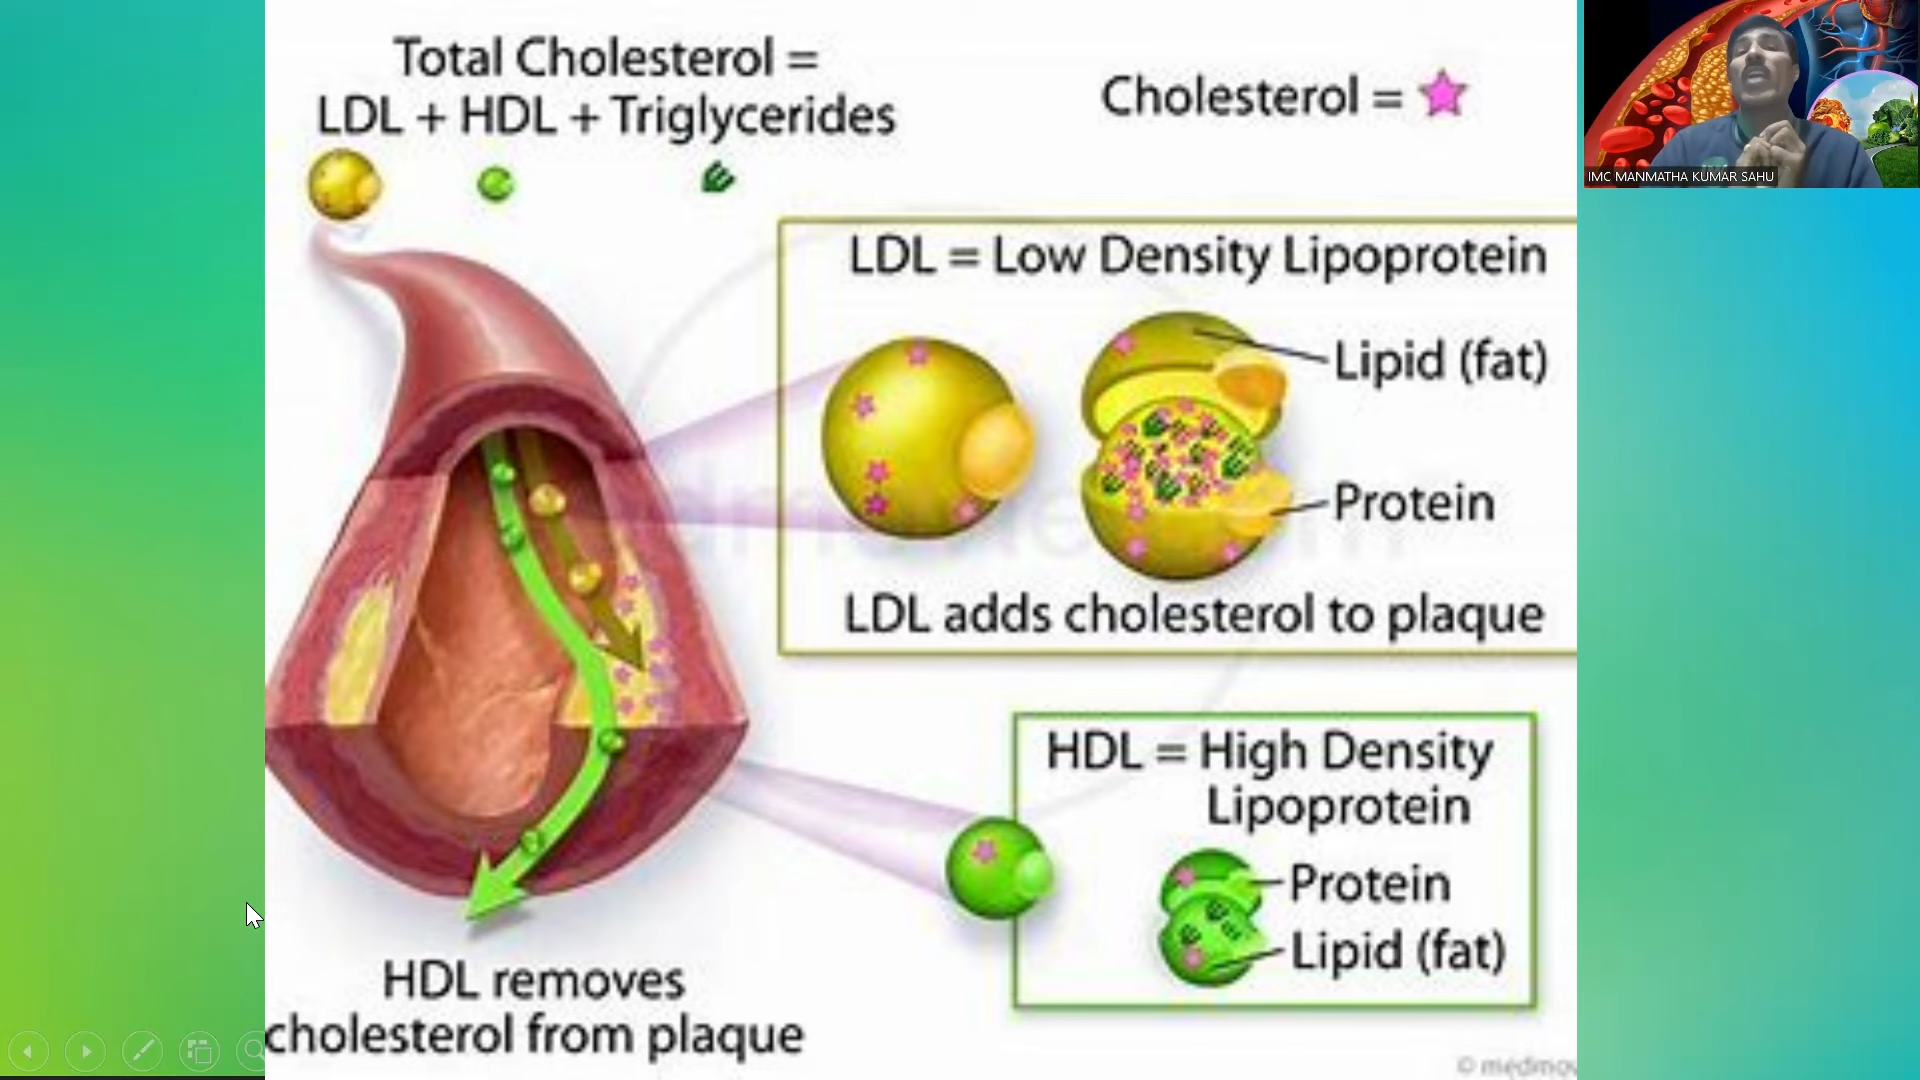 Total Cholesterol =
LDL + HDL + Triglycerides
Cholesterol =
IMC MANMATHA KUMAR SAHU
LDL = Low Density Lipoprotein
Lipid (fat)
Protein
LDL adds cholesterol to plaque
HDL = High Density
Lipoprotein
Protein
Lipid (fat)
HDL removes
cholesterol from plaque